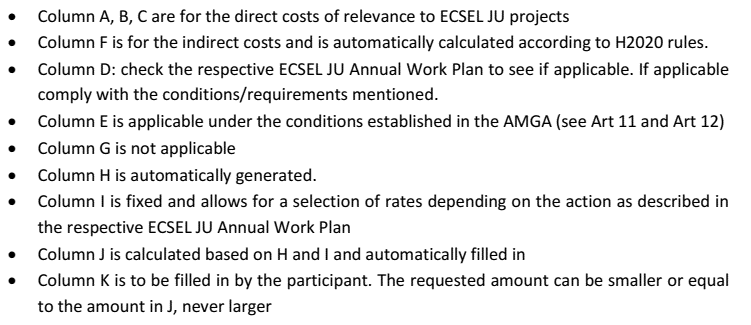 • Column A, B, C are for the direct costs of relevance to ECSEL JU projects
• Column F is for the indirect costs and is automatically calculated according to H2020 rules.
• Column D: check the respective ECSEL JU Annual Work Plan to see if applicable. If applicable
comply with the conditions/requirements mentioned.
• Column E is applicable under the conditions established in the AMGA (see Art 11 and Art 12)
• Column G is not applicable
• Column H is automatically generated.
• Column I is fixed and allows for a selection of rates depending on the action as described in
the respective ECSEL JU Annual Work Plan
• Column J is calculated based on H and I and automatically filled in
• Column K is to be filled in by the participant. The requested amount can be smaller or equal
to the amount in J, never larger